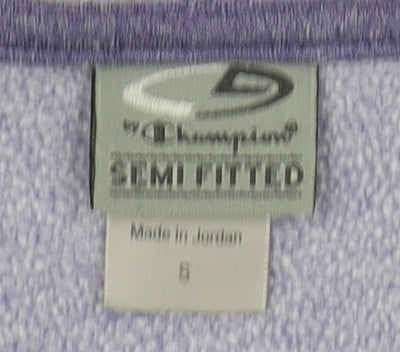 by Champion
SEMI FITTED
Made in Jordan